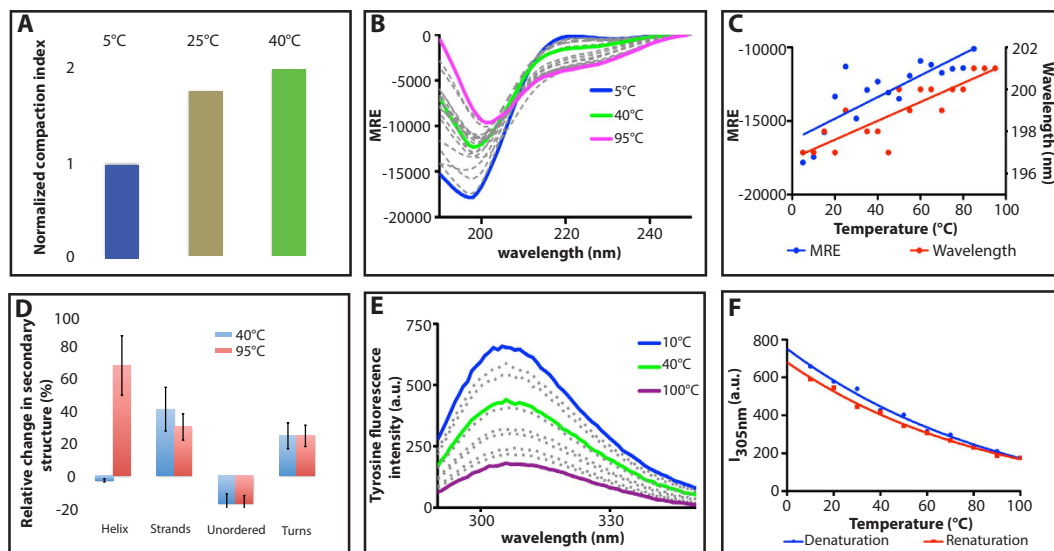 A
5°C 25°C 40°C
Normalized compaction index
2
1
0
B
MRE
0
-5000
-10000
-15000
-20000
5°C
40°C
95°C
200 220 240
wavelength (nm)
C
MRE
-10000
-15000
-20000
202
200
198
196
Wavelength (nm)
0 20 40 60 80 100
Temperature (°C)
MRE Wavelength
D
Relative change in secondary
structure (%)
100
80
60
40
20
0
-20
40°C
95°C
Helix Strands Unordered Turns
E
Tyrosine fluorescence
intensity (a.u.)
750
500
250
0
10°C
40°C
100°C
300 330
wavelength (nm)
F
I305nm (a.u.)
800
600
400
200
0
0 20 40 60 80 100
Temperature (°C)
Denaturation Renaturation